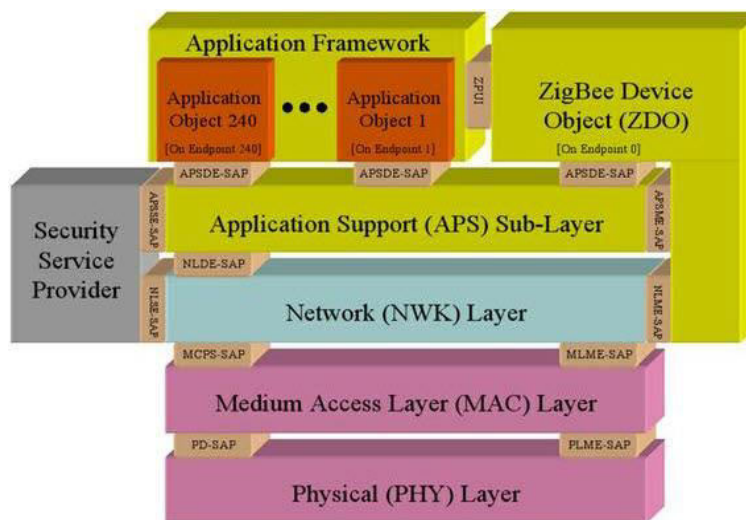 Application Framework
Application
Object 240
[On Endpoint 240]
Application
Object 1
[On Endpoint 1]
ZPUI
ZigBee Device
Object (ZDO)
[On Endpoint 0]
APSDE-SAP
APSDE-SAP
APSDE-SAP
Security
Service
Provider
APSSE-SAP
Application Support (APS) Sub-Layer
APSME-SAP
NLDE-SAP
NLSE-SAP
Network (NWK) Layer
NLME-SAP
MCPS-SAP
MLME-SAP
Medium Access Layer (MAC) Layer
PD-SAP
PLME-SAP
Physical (PHY) Layer